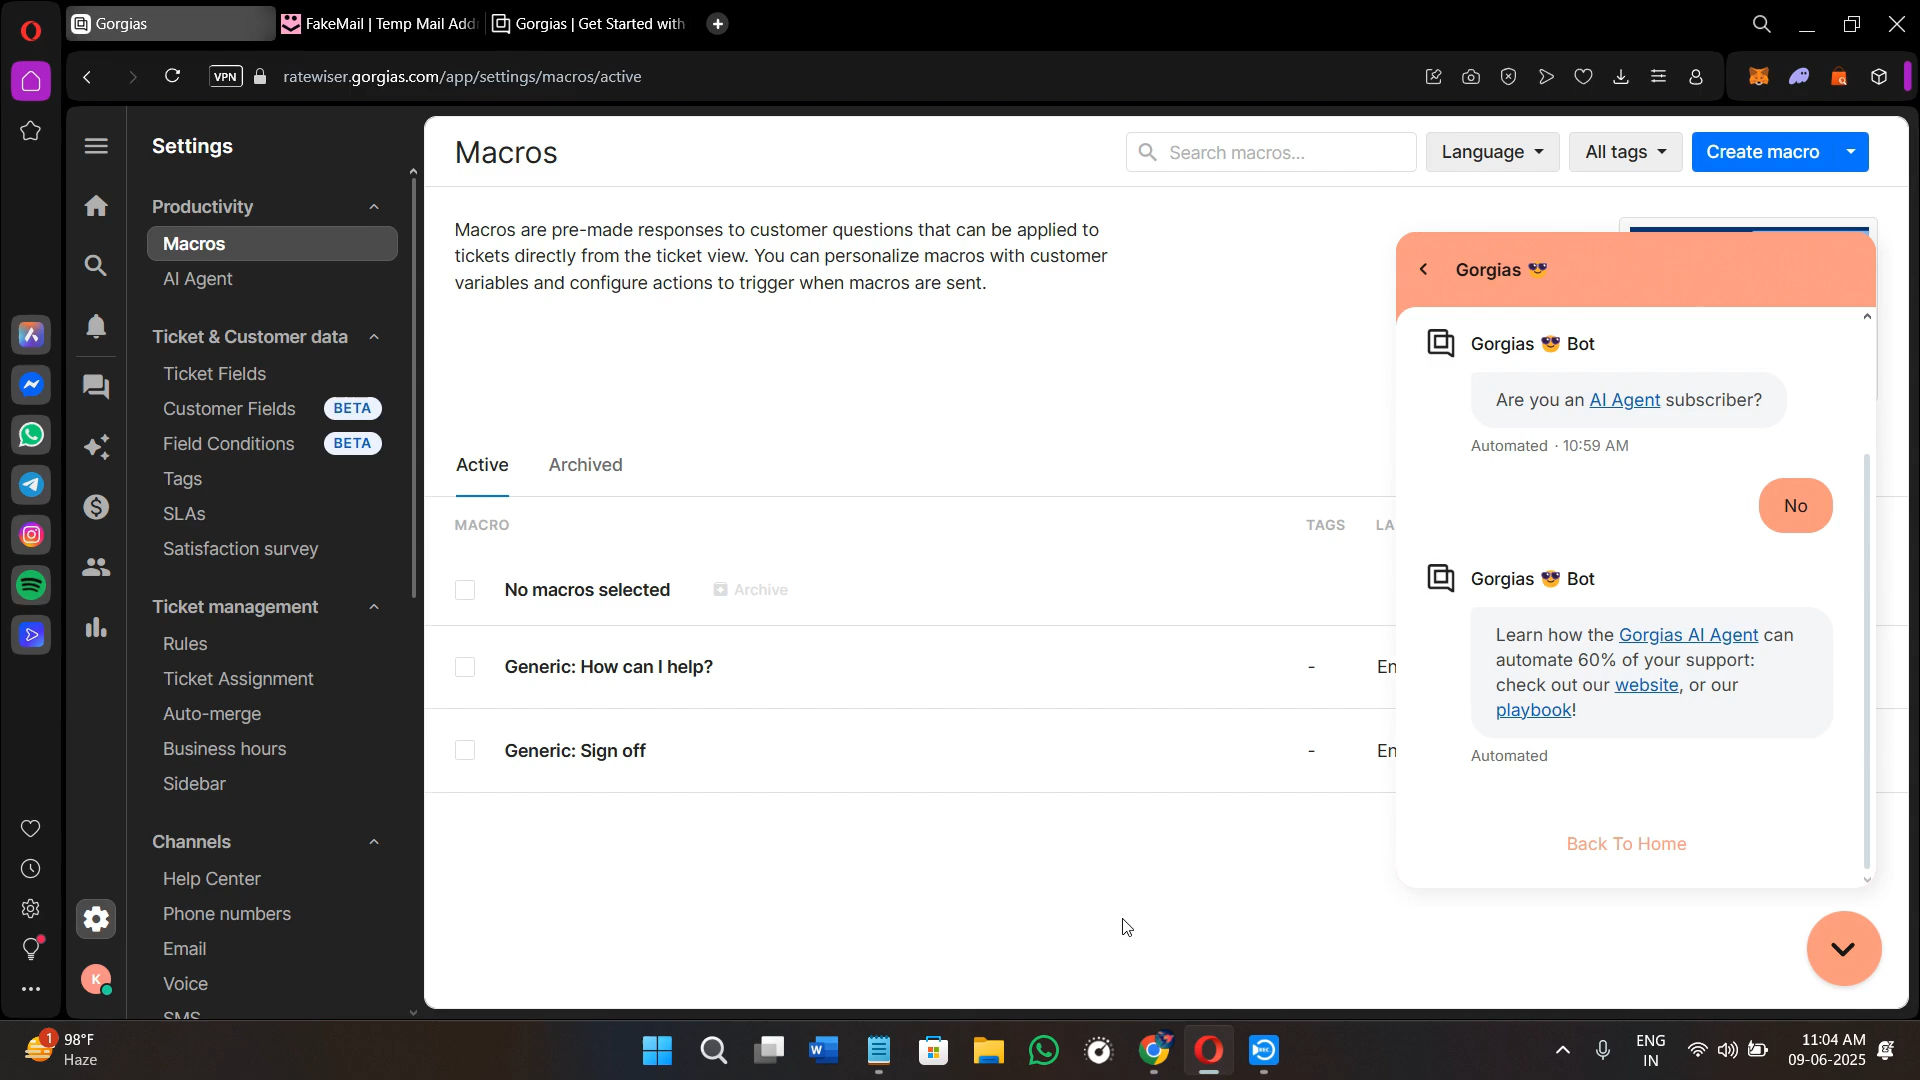 Gorgias
FakeMail | Temp Mail Add
Gorgias | Get Started with
VPN
ratewiser.gorgias.com/app/settings/macros/active
Settings
Productivity
Macros
AI Agent
Ticket & Customer data
Ticket Fields
Customer Fields BETA
Field Conditions BETA
Tags
SLAs
Satisfaction survey
Ticket management
Rules
Ticket Assignment
Auto-merge
Business hours
Sidebar
Channels
Help Center
Phone numbers
Email
Voice
SMS
K
Macros
Search macros...
Language
All tags
Create macro
Macros are pre-made responses to customer questions that can be applied to
tickets directly from the ticket view. You can personalize macros with customer
variables and configure actions to trigger when macros are sent.
Active Archived
MACRO TAGS LA
No macros selected Archive
Generic: How can I help? - En
Generic: Sign off - En
Gorgias 😎
Gorgias 😎 Bot
Are you an AI Agent subscriber?
Automated · 10:59 AM
No
Gorgias 😎 Bot
Learn how the Gorgias AI Agent can
automate 60% of your support:
check out our website, or our
playbook!
Automated
Back To Home
1
98°F
Haze
REC
ENG
IN
11:04 AM
09-06-2025